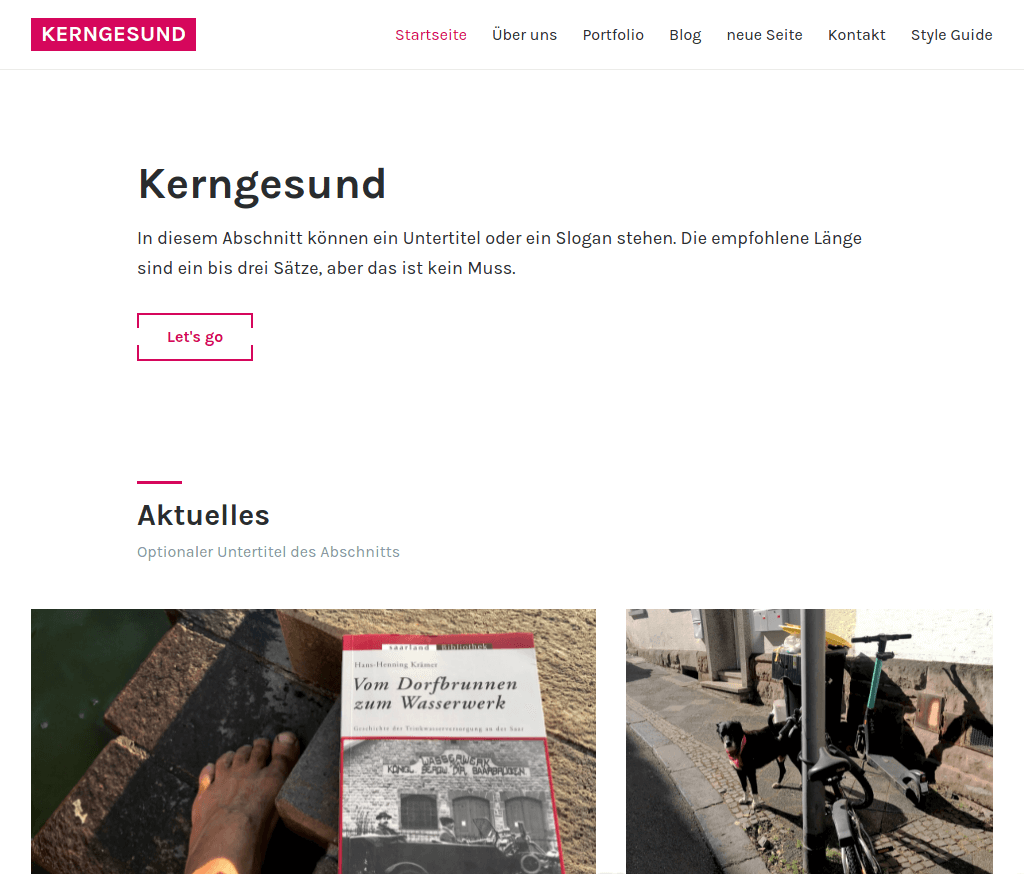 KERNGESUND
Startseite Über uns Portfolio Blog neue Seite Kontakt Style Guide
Kerngesund
In diesem Abschnitt können ein Untertitel oder ein Slogan stehen. Die empfohlene Länge
sind ein bis drei Sätze, aber das ist kein Muss.
Let's go
Aktuelles
Optionaler Untertitel des Abschnitts
saarland Bibliothek
Hans-Henning Krämer
Vom Dorfbrunnen
zum Wasserwerk
Geschichte der Trinkwasserversorgung an der Saar
WASSERWERK
KÖNIGL. BERGW. DIR. SAARBRÜCKEN